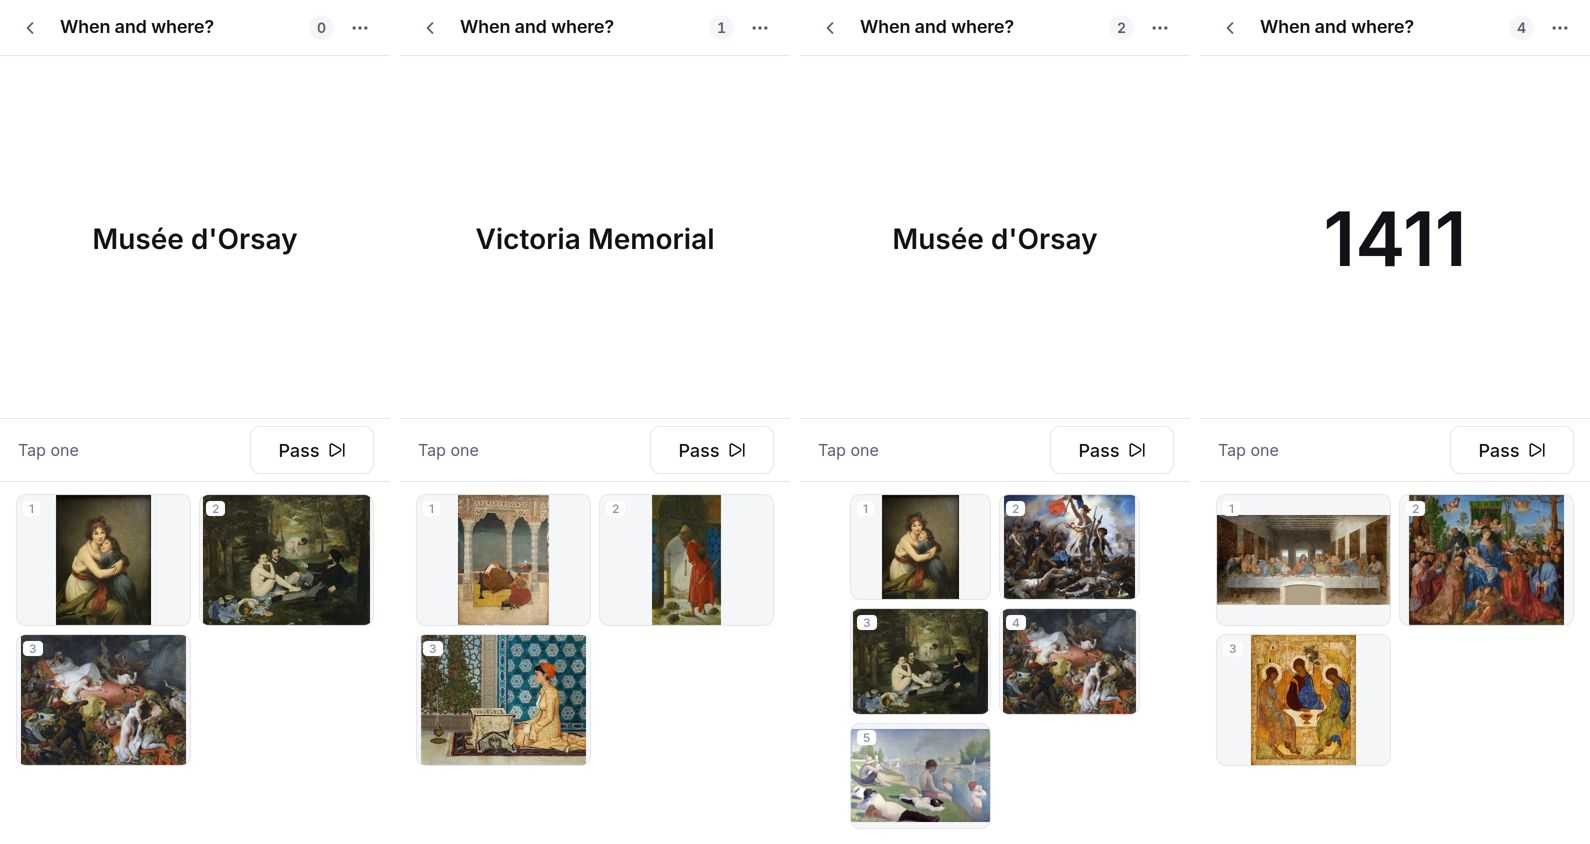 When and where?
0
Musée d'Orsay
Tap one
Pass
1
2
3
When and where?
1
Victoria Memorial
Tap one
Pass
1
2
3
When and where?
2
Musée d'Orsay
Tap one
Pass
1
2
3
4
5
When and where?
4
1411
Tap one
Pass
1
2
3